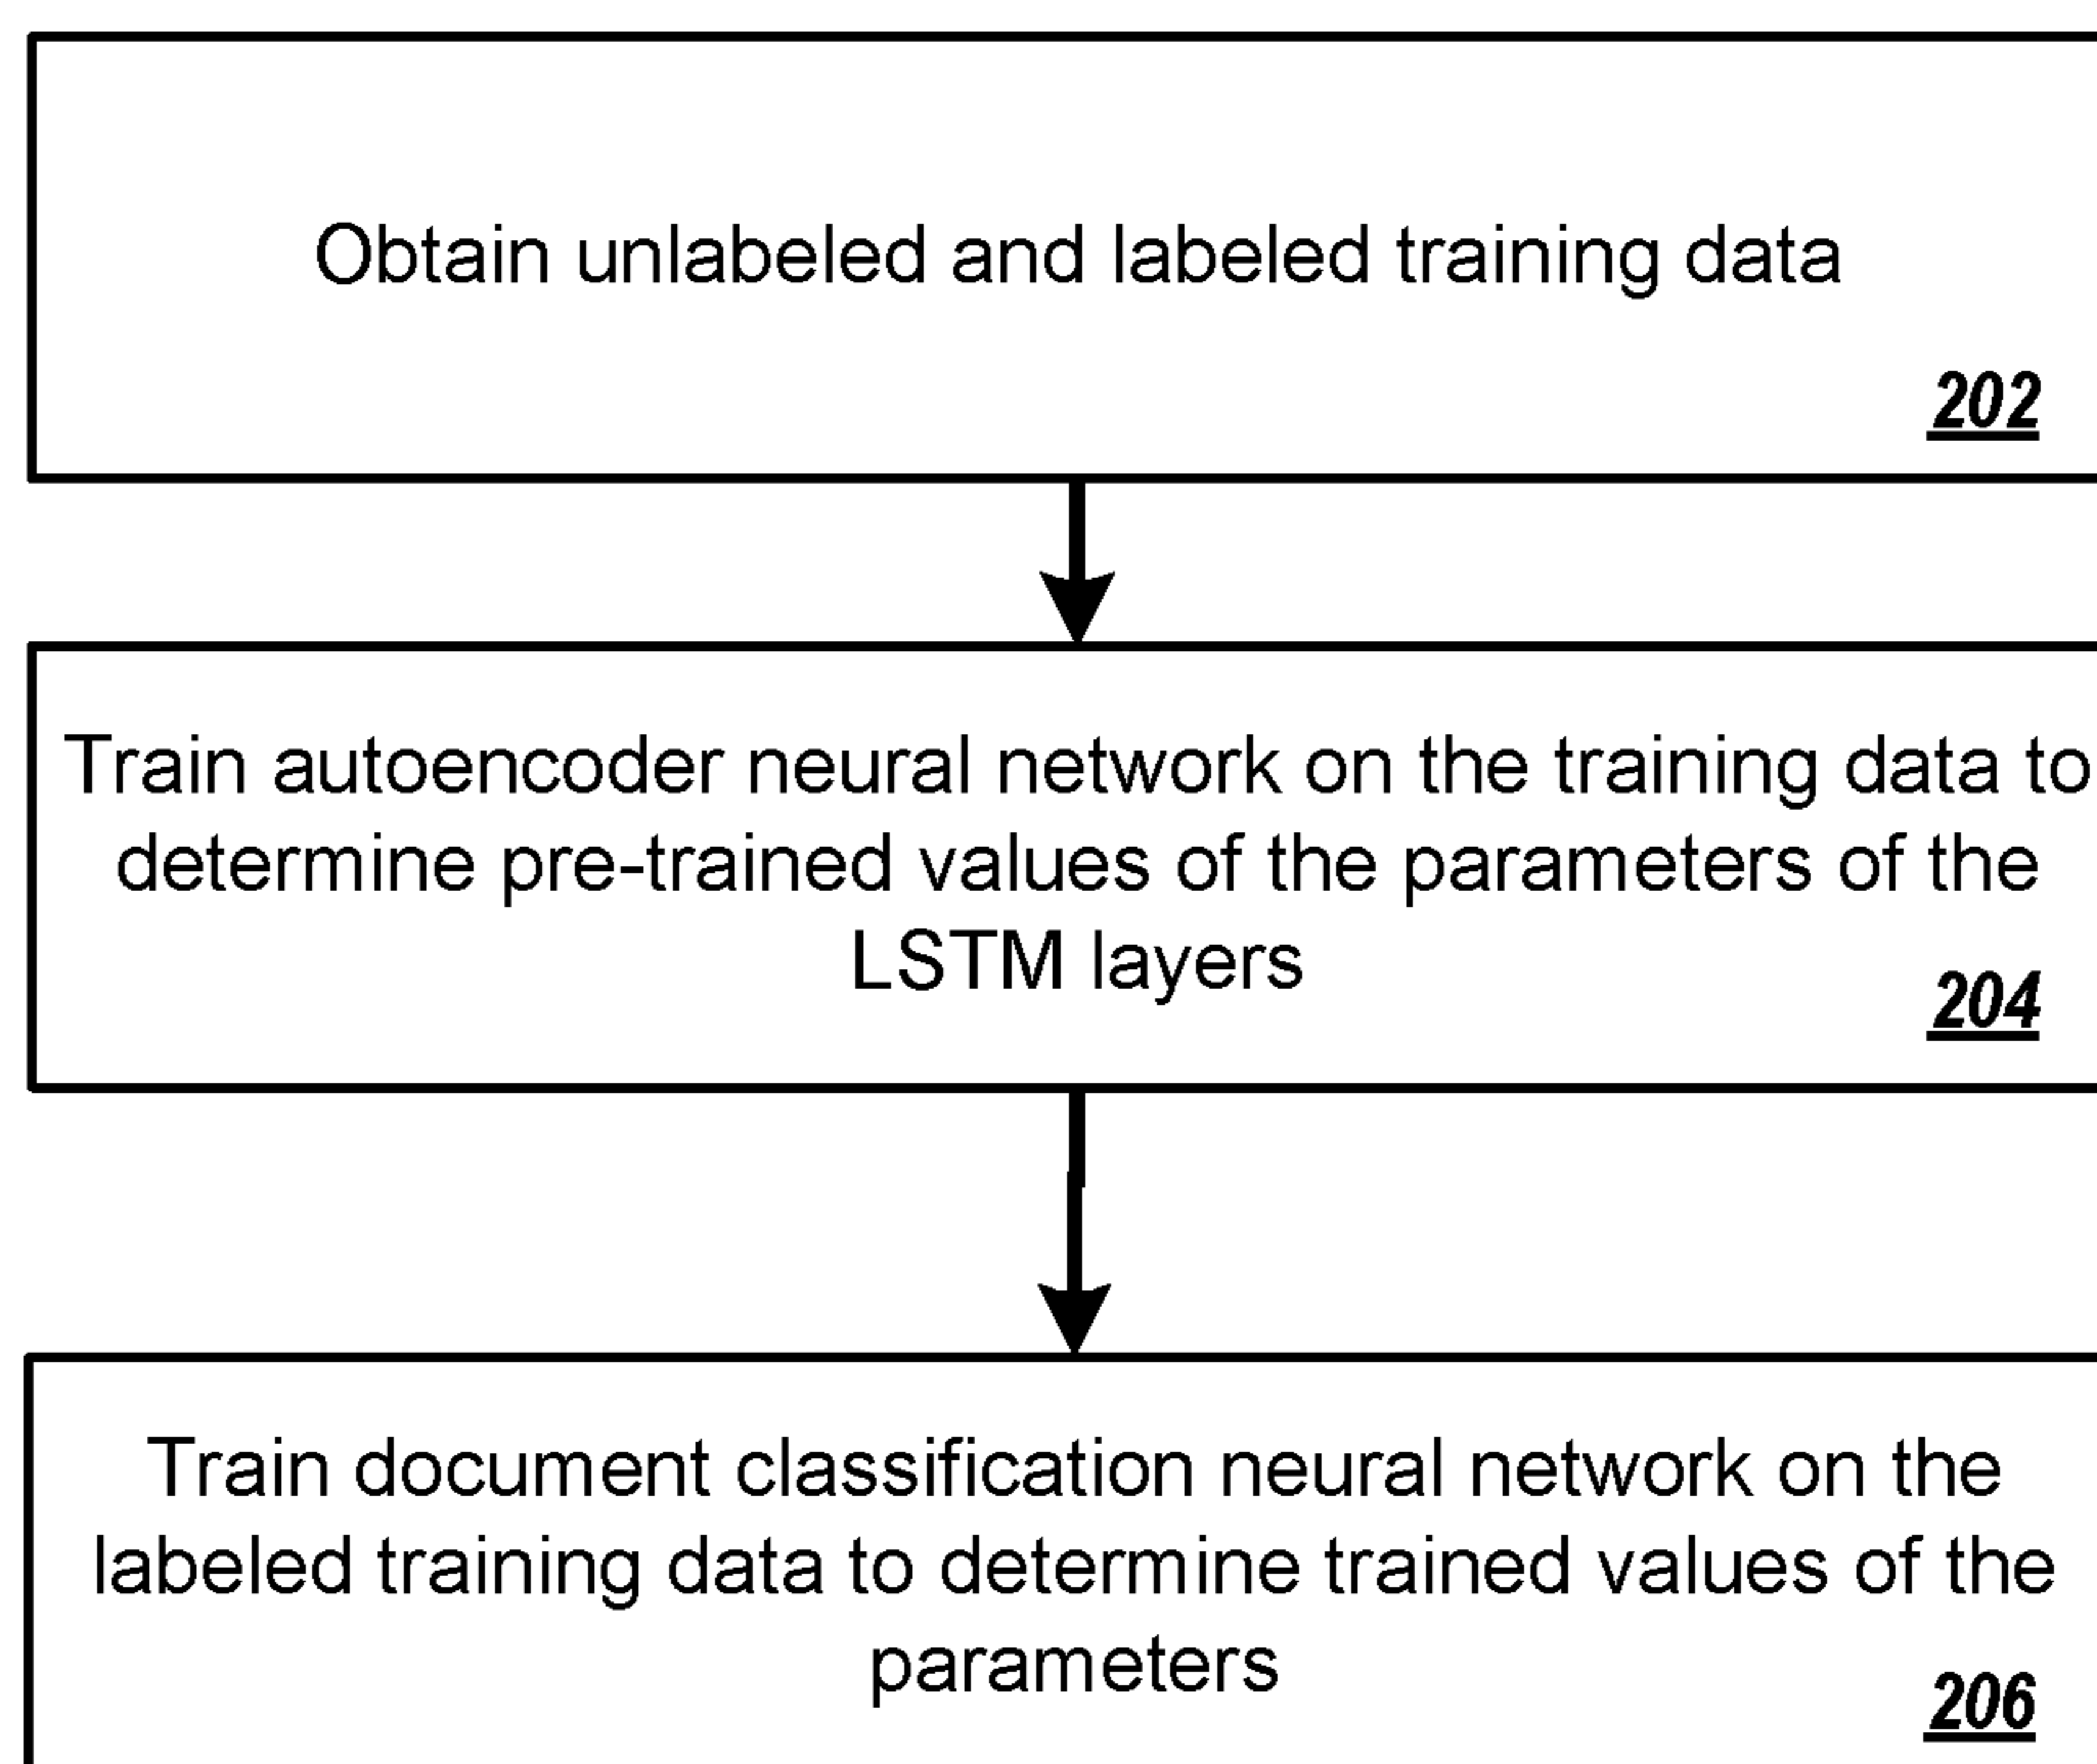 Obtain unlabeled and labeled training data
202
Train autoencoder neural network on the training data to
determine pre-trained values of the parameters of the
LSTM layers
204
Train document classification neural network on the
labeled training data to determine trained values of the
parameters
206